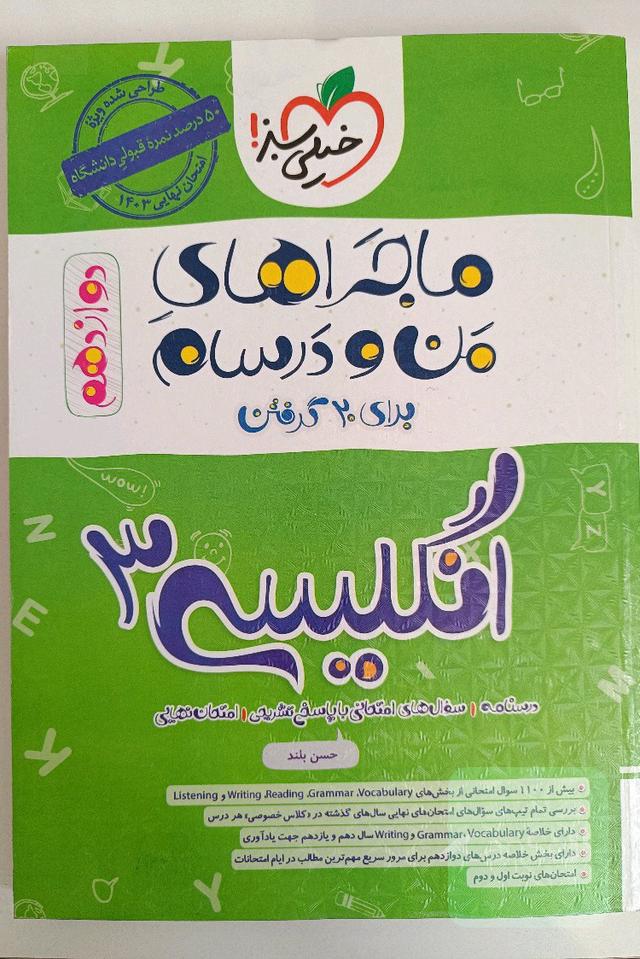 طراحی شده ویژه
۵۰ درصد نمره قبولی دانشگاه
امتحان نهایی ۱۴۰۳
خیلی سبز!
ماجراهای
من و درسام
دوازدهم
برای ۲۰ گرفتن
wow!
Y
Z
N
X
E
انگلیسی ۳
M
درسنامه | سؤال‌های امتحانی با پاسخ تشریحی | امتحان نهایی
حسن بلند
بیش از ۱۱۰۰ سوال امتحانی از بخش‌های Writing ،Reading ،Grammar ،Vocabulary و Listening
بررسی تمام تیپ‌های سؤال‌های امتحان‌های نهایی سال‌های گذشته در «کلاس خصوصی» هر درس
دارای خلاصۀ Grammar، Vocabulary و Writing سال دهم و یازدهم جهت یادآوری
دارای بخش خلاصه درس‌های دوازدهم برای مرور سریع مهم‌ترین مطالب در ایام امتحانات
امتحان‌های نوبت اول و دوم
Y
Y